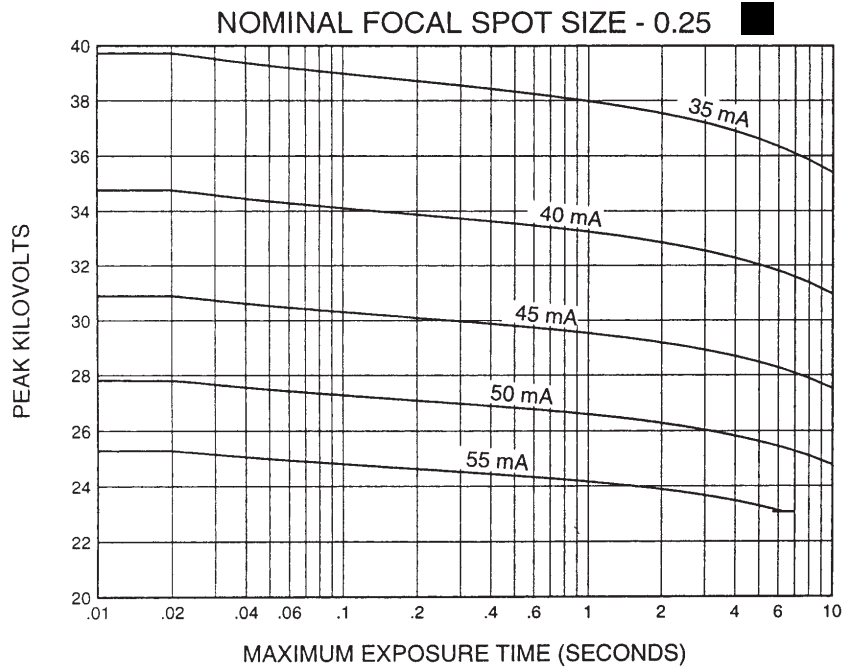 NOMINAL FOCAL SPOT SIZE - 0.25
40
38
36
34
32
30
28
26
24
22
20
PEAK KILOVOLTS
35 mA
40 mA
45 mA
50 mA
55 mA
.01 .02 .04 .06 .1 .2 .4 .6 1 2 4 6 10
MAXIMUM EXPOSURE TIME (SECONDS)